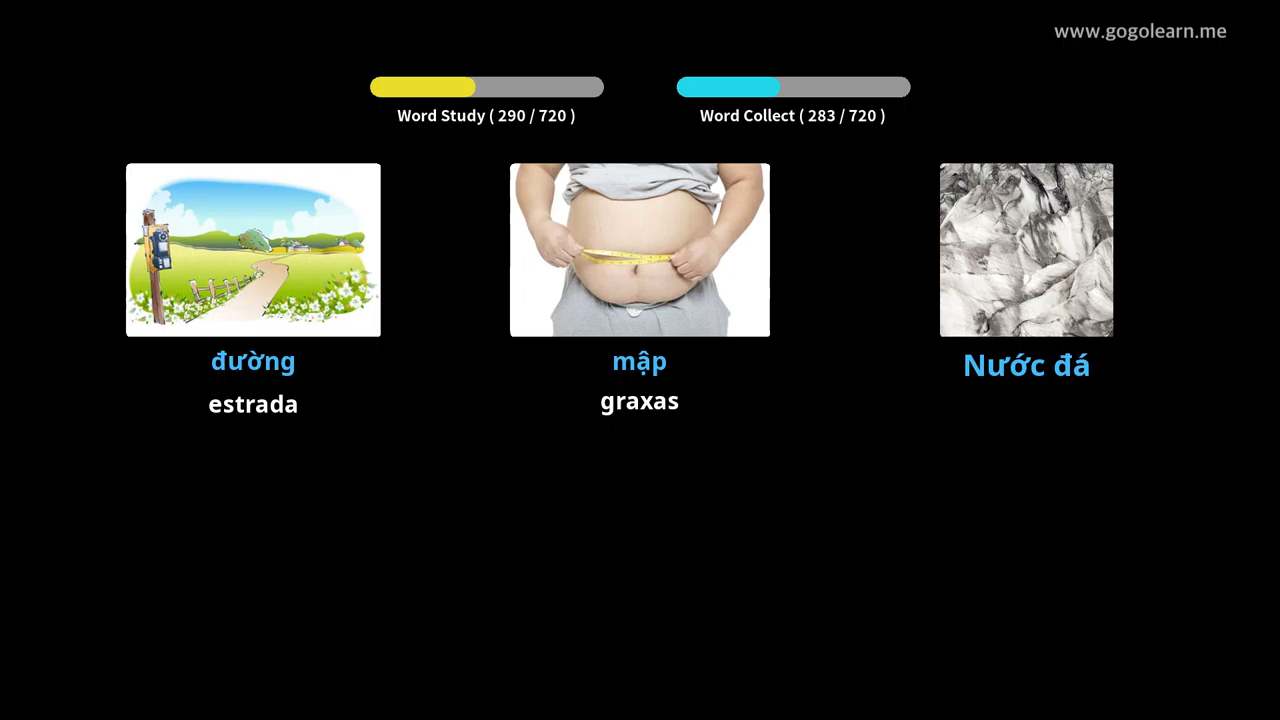 www.gogolearn.me
Word Study ( 290 / 720 )
Word Collect ( 283 / 720 )
đường
estrada
mập
graxas
Nước đá